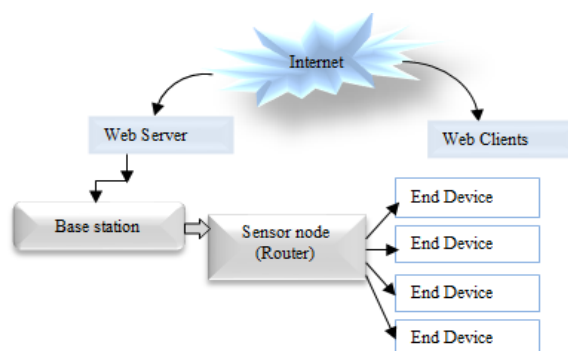 Internet
Web Server
Web Clients
Base station
Sensor node
(Router)
End Device
End Device
End Device
End Device